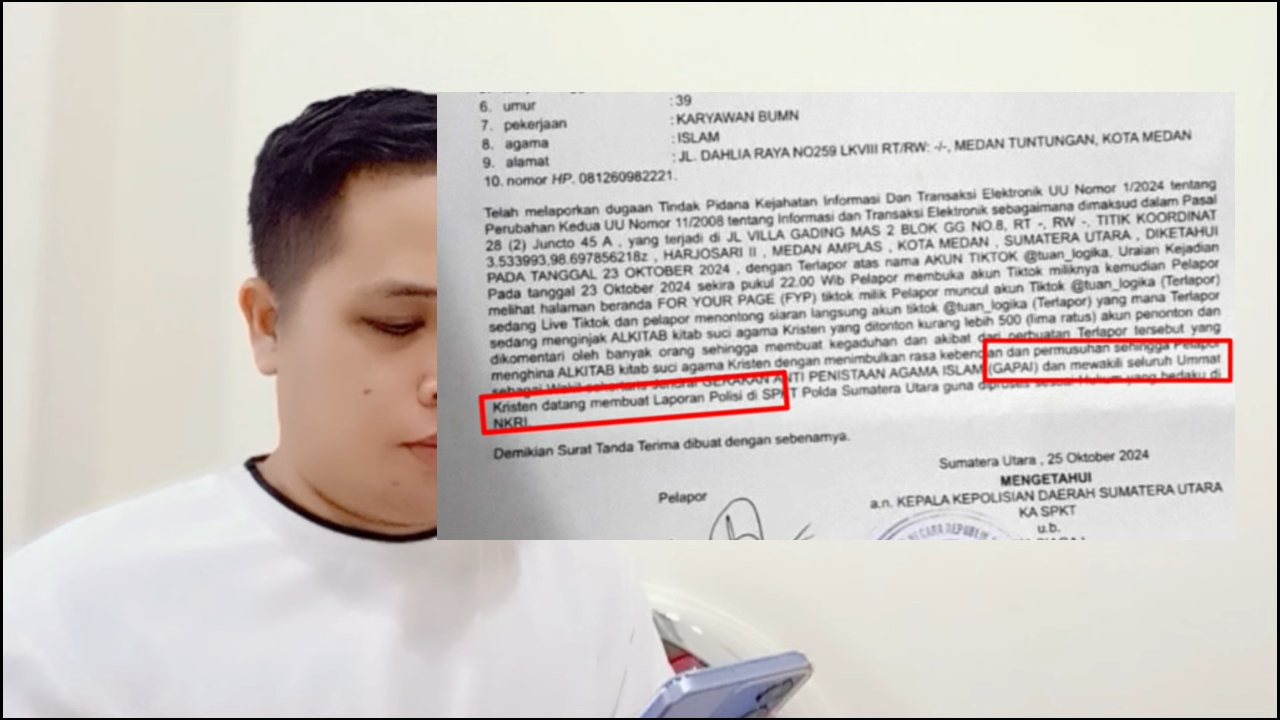 6. umur : 39
7. pekerjaan : KARYAWAN BUMN
8. agama : ISLAM
9. alamat : JL. DAHLIA RAYA NO259 LKVIII RT/RW: -/-, MEDAN TUNTUNGAN, KOTA MEDAN
10. nomor HP. 081260982221.
Telah melaporkan dugaan Tindak Pidana Kejahatan Informasi Dan Transaksi Elektronik UU Nomor 1/2024 tentang
Perubahan Kedua UU Nomor 11/2008 tentang Informasi dan Transaksi Elektronik sebagaimana dimaksud dalam Pasal
28 (2) Juncto 45 A , yang terjadi di JL VILLA GADING MAS 2 BLOK GG NO.8, RT -, RW -, TITIK KOORDINAT
3.533993,98.697856218z , HARJOSARI II , MEDAN AMPLAS , KOTA MEDAN , SUMATERA UTARA , DIKETAHUI
PADA TANGGAL 23 OKTOBER 2024 , dengan Terlapor atas nama AKUN TIKTOK @tuan_logika, Uraian Kejadian
Pada tanggal 23 Oktober 2024 sekira pukul 22.00 Wib Pelapor membuka akun Tiktok miliknya kemudian Pelapor
melihat halaman beranda FOR YOUR PAGE (FYP) tiktok milik Pelapor muncul akun Tiktok @tuan_logika (Terlapor)
sedang Live Tiktok dan pelapor menontong siaran langsung akun tiktok @tuan_logika (Terlapor) yang mana Terlapor
sedang menginjak ALKITAB kitab suci agama Kristen yang ditonton kurang lebih 500 (lima ratus) akun penonton dan
dikomentari oleh banyak orang sehingga membuat kegaduhan dan akibat dari perbuatan Terlapor tersebut yang
menghina ALKITAB kitab suci agama Kristen dengan menimbulkan rasa kebencian dan permusuhan sehingga Pelapor
sebagai Wakil sekertaris Jenderal GERAKAN ANTI PENISTAAN AGAMA ISLAM (GAPAI) dan mewakili seluruh Ummat
Kristen datang membuat Laporan Polisi di SPKT Polda Sumatera Utara guna diproses sesuai Hukum yang berlaku di
NKRI.
Demikian Surat Tanda Terima dibuat dengan sebenarnya.
Sumatera Utara , 25 Oktober 2024
Pelapor
MENGETAHUI
a.n. KEPALA KEPOLISIAN DAERAH SUMATERA UTARA
KA SPKT
u.b.